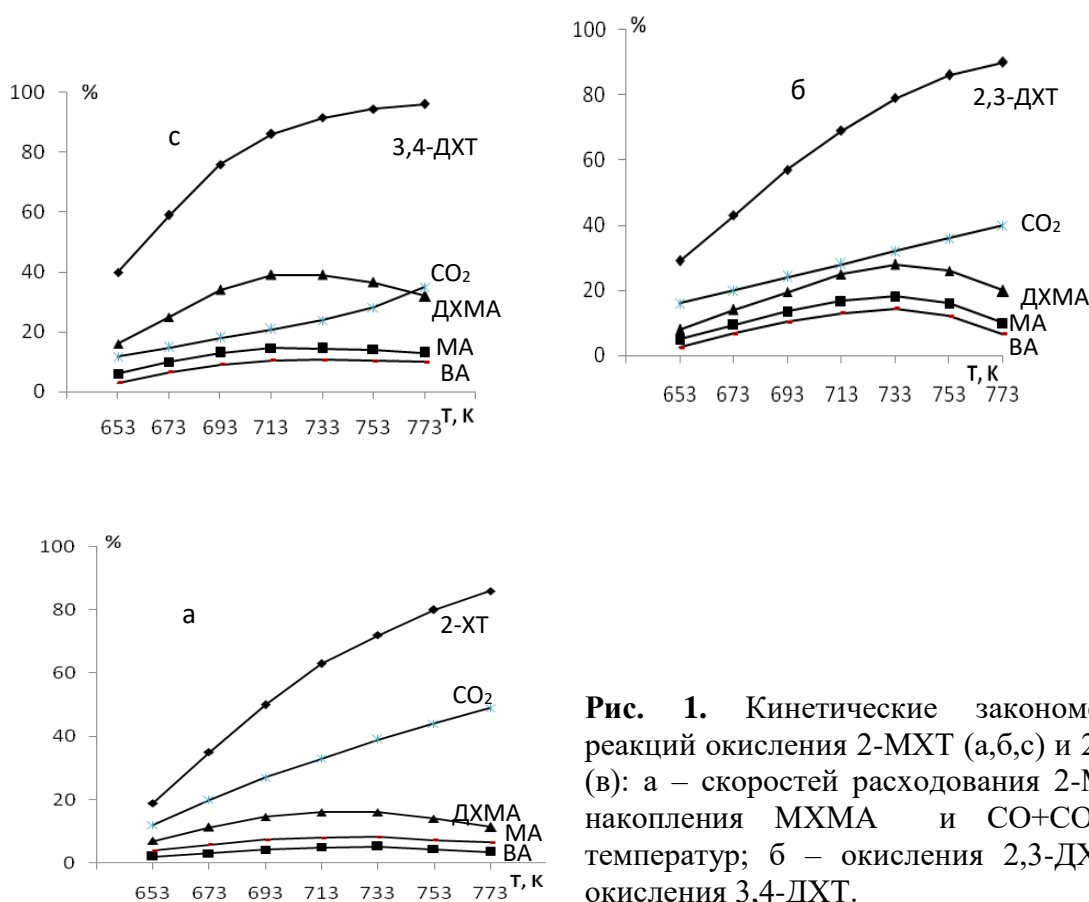 %
100
80
60
40
20
0
с
3,4-ДХТ
CO₂
ДХМА
МА
ВА
T, K
653 673 693 713 733 753 773
%
100
80
60
40
20
0
б
2,3-ДХТ
CO₂
ДХМА
МА
ВА
T, K
653 673 693 713 733 753 773
%
100
80
60
40
20
0
а
2-ХТ
CO₂
ДХМА
МА
ВА
T, K
653 673 693 713 733 753 773
Рис. 1. Кинетические закономе
реакций окисления 2-МХТ (а,б,с) и 2
(в): а – скоростей расходования 2-М
накопления МХМА и CO+CO
температур; б – окисления 2,3-ДХ
окисления 3,4-ДХТ.